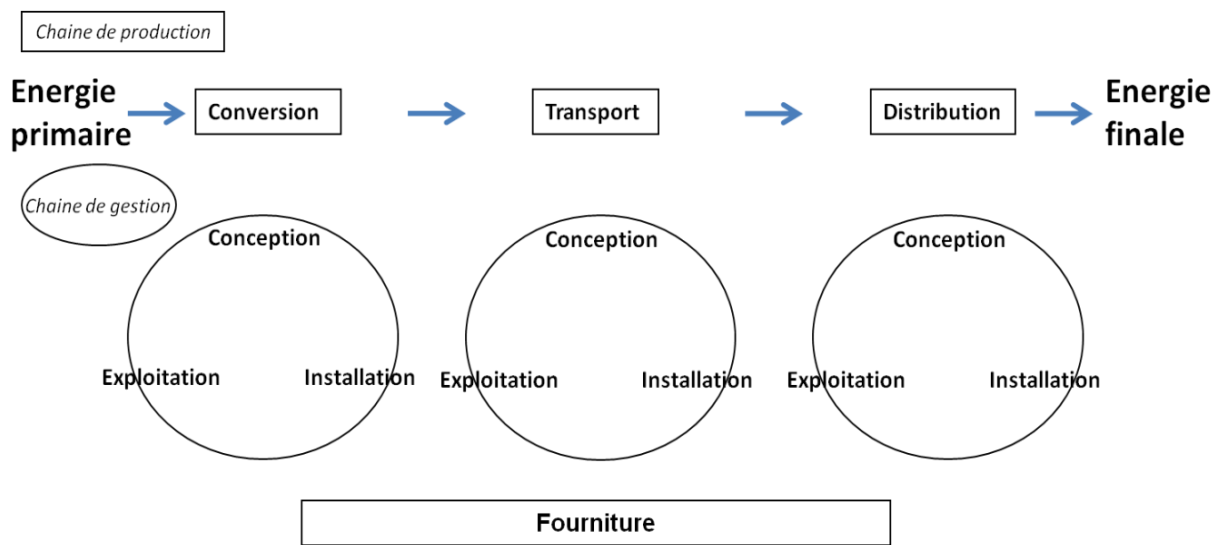 Chaine de production
Energie
primaire
Conversion
Transport
Distribution
Energie
finale
Chaine de gestion
Conception
Exploitation
Installation
Conception
Exploitation
Installation
Conception
Exploitation
Installation
Fourniture